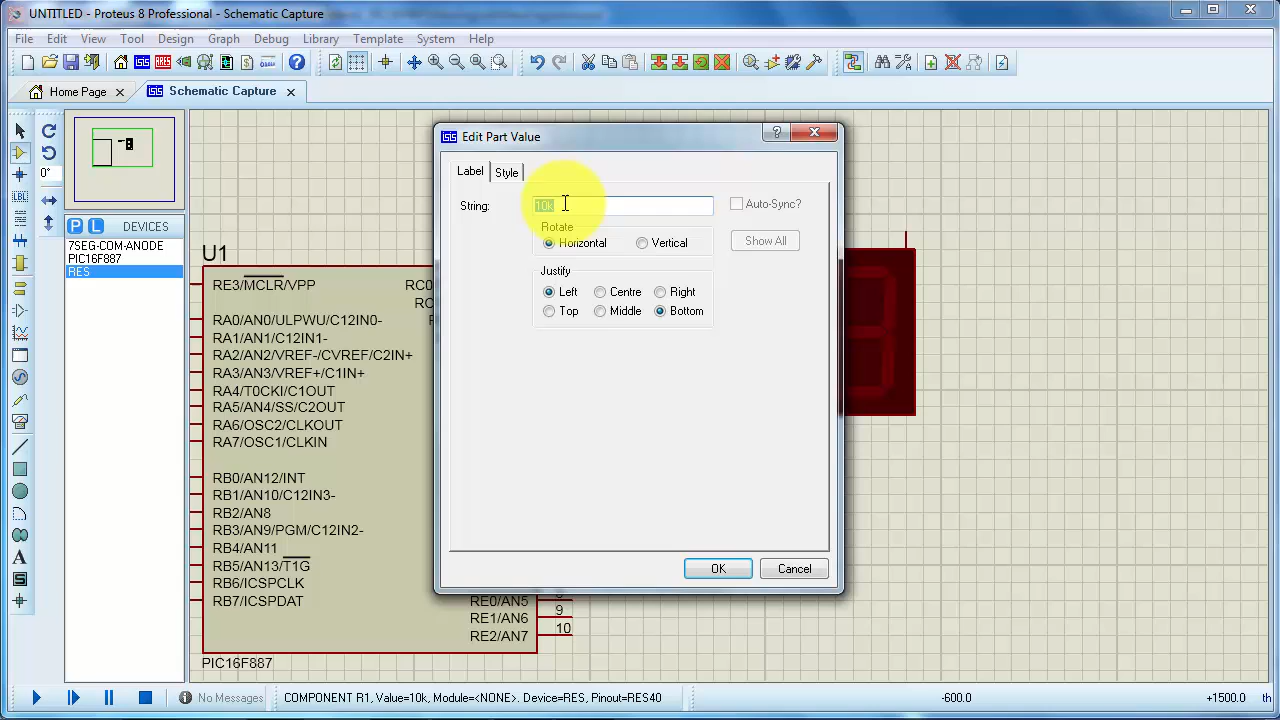 UNTITLED - Proteus 8 Professional - Schematic Capture
File Edit View Tool Design Graph Debug Library Template System Help
Home Page
Schematic Capture
Edit Part Value
Label Style
String: 10k
Auto-Sync?
Rotate
Horizontal Vertical
Show All
Justify
Left Centre Right
Top Middle Bottom
OK Cancel
0°
LBL
P L DEVICES
7SEG-COM-ANODE
PIC16F887
RES
U1
RE3/MCLR/VPP
RC0
RC
RA0/AN0/ULPWU/C12IN0-
RA1/AN1/C12IN1-
RA2/AN2/VREF-/CVREF/C2IN+
RA3/AN3/VREF+/C1IN+
RA4/T0CKI/C1OUT
RA5/AN4/SS/C2OUT
RA6/OSC2/CLKOUT
RA7/OSC1/CLKIN
RB0/AN12/INT
RB1/AN10/C12IN3-
RB2/AN8
RB3/AN9/PGM/C12IN2-
RB4/AN11
RB5/AN13/T1G
RB6/ICSPCLK
RB7/ICSPDAT
RE0/AN5
RE1/AN6
RE2/AN7
9
10
PIC16F887
No Messages
COMPONENT R1, Value=10k, Module=<NONE>. Device=RES, Pinout=RES40
-600.0
+1500.0
th